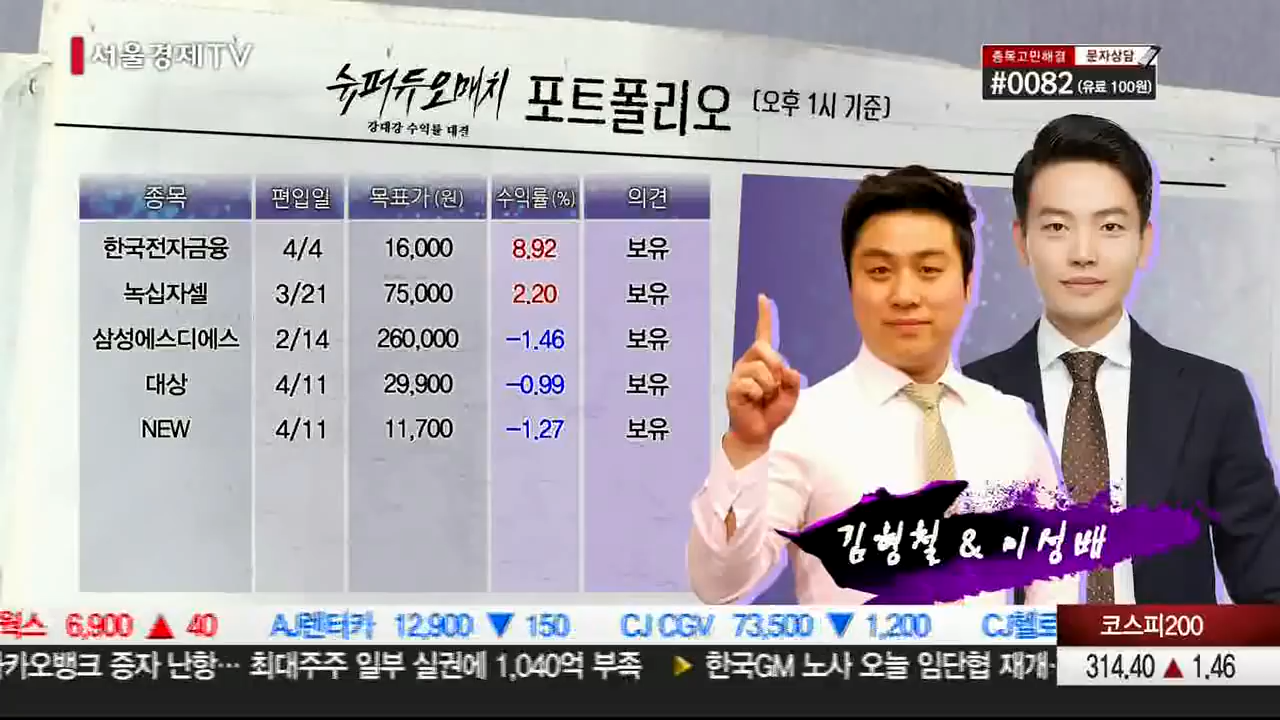 서울경제TV
종목고민해결 문자상담
#0082 (유료 100원)
슈퍼듀오매치 포트폴리오 [오후 1시 기준]
강대강 수익률 대결
종목 편입일 목표가(원) 수익률(%) 의견
한국전자금융 4/4 16,000 8.92 보유
녹십자셀 3/21 75,000 2.20 보유
삼성에스디에스 2/14 260,000 -1.46 보유
대상 4/11 29,900 -0.99 보유
NEW 4/11 11,700 -1.27 보유
김형철 & 이성배
웍스 6,900 ▲ 40 AJ렌터카 12,900 ▼ 150 CJ CGV 73,500 ▼ 1,200 CJ헬로
코스피200
카카오뱅크 증자 난항… 최대주주 일부 실권에 1,040억 부족 ▶ 한국GM 노사 오늘 임단협 재개…
314.40 ▲ 1.46